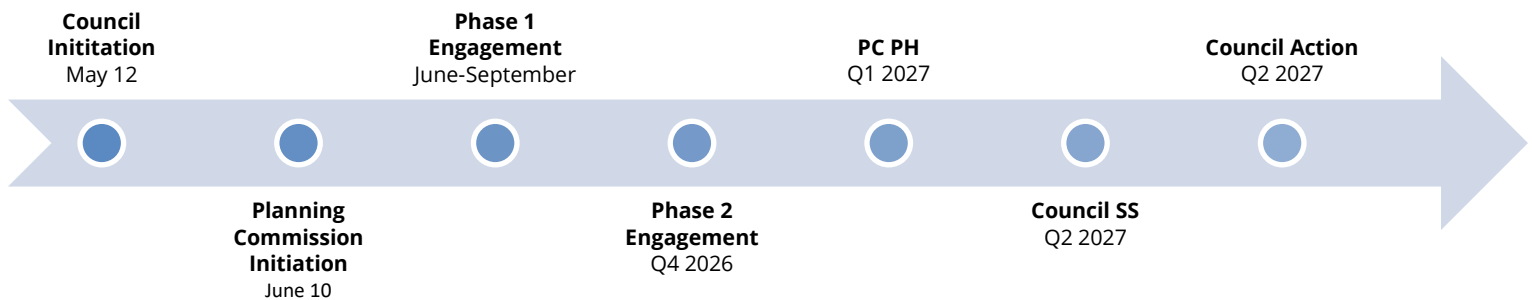 Council
Inititation
May 12
Planning
Commission
Initiation
June 10
Phase 1
Engagement
June-September
Phase 2
Engagement
Q4 2026
PC PH
Q1 2027
Council SS
Q2 2027
Council Action
Q2 2027